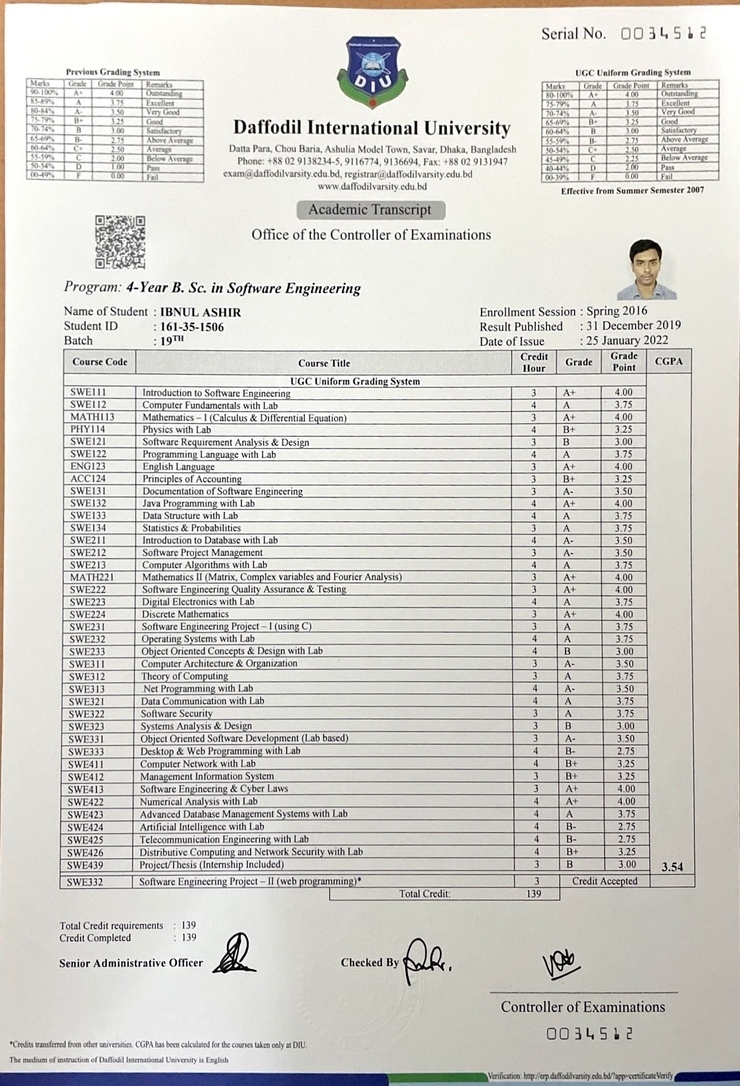 Serial No. 0034512
Previous Grading System
Marks Grade Grade Point Remarks
90-100% A+ 4.00 Outstanding
85-89% A 3.75 Excellent
80-84% A- 3.50 Very Good
75-79% B+ 3.25 Good
70-74% B 3.00 Satisfactory
65-69% B- 2.75 Above Average
60-64% C+ 2.50 Average
55-59% C 2.00 Below Average
50-54% D 1.00 Pass
00-49% F 0.00 Fail
DIU
UGC Uniform Grading System
Marks Grade Grade Point Remarks
80-100% A+ 4.00 Outstanding
75-79% A 3.75 Excellent
70-74% A- 3.50 Very Good
65-69% B+ 3.25 Good
60-64% B 3.00 Satisfactory
55-59% B- 2.75 Above Average
50-54% C+ 2.50 Average
45-49% C 2.25 Below Average
40-44% D 2.00 Pass
00-39% F 0.00 Fail
Effective from Summer Semester 2007
Daffodil International University
Datta Para, Chou Baria, Ashulia Model Town, Savar, Dhaka, Bangladesh
Phone: +88 02 9138234-5, 9116774, 9136694, Fax: +88 02 9131947
exam@daffodilvarsity.edu.bd, registrar@daffodilvarsity.edu.bd
www.daffodilvarsity.edu.bd
Academic Transcript
Office of the Controller of Examinations
Program: 4-Year B. Sc. in Software Engineering
Name of Student : IBNUL ASHIR
Student ID : 161-35-1506
Batch : 19TH
Enrollment Session : Spring 2016
Result Published : 31 December 2019
Date of Issue : 25 January 2022
Course Code Course Title Credit Hour Grade Grade Point CGPA
UGC Uniform Grading System
SWE111 Introduction to Software Engineering 3 A+ 4.00
SWE112 Computer Fundamentals with Lab 4 A 3.75
MATH113 Mathematics – I (Calculus & Differential Equation) 3 A+ 4.00
PHY114 Physics with Lab 4 B+ 3.25
SWE121 Software Requirement Analysis & Design 3 B 3.00
SWE122 Programming Language with Lab 4 A 3.75
ENG123 English Language 3 A+ 4.00
ACC124 Principles of Accounting 3 B+ 3.25
SWE131 Documentation of Software Engineering 3 A- 3.50
SWE132 Java Programming with Lab 4 A+ 4.00
SWE133 Data Structure with Lab 4 A 3.75
SWE134 Statistics & Probabilities 3 A 3.75
SWE211 Introduction to Database with Lab 4 A- 3.50
SWE212 Software Project Management 3 A- 3.50
SWE213 Computer Algorithms with Lab 4 A 3.75
MATH221 Mathematics II (Matrix, Complex variables and Fourier Analysis) 3 A+ 4.00
SWE222 Software Engineering Quality Assurance & Testing 3 A+ 4.00
SWE223 Digital Electronics with Lab 4 A 3.75
SWE224 Discrete Mathematics 3 A+ 4.00
SWE231 Software Engineering Project – I (using C) 3 A 3.75
SWE232 Operating Systems with Lab 4 A 3.75
SWE233 Object Oriented Concepts & Design with Lab 4 B 3.00
SWE311 Computer Architecture & Organization 3 A- 3.50
SWE312 Theory of Computing 3 A 3.75
SWE313 .Net Programming with Lab 4 A- 3.50
SWE321 Data Communication with Lab 4 A 3.75
SWE322 Software Security 3 A 3.75
SWE323 Systems Analysis & Design 3 B 3.00
SWE331 Object Oriented Software Development (Lab based) 3 A- 3.50
SWE333 Desktop & Web Programming with Lab 4 B- 2.75
SWE411 Computer Network with Lab 4 B+ 3.25
SWE412 Management Information System 3 B+ 3.25
SWE413 Software Engineering & Cyber Laws 3 A+ 4.00
SWE422 Numerical Analysis with Lab 4 A+ 4.00
SWE423 Advanced Database Management Systems with Lab 4 A 3.75
SWE424 Artificial Intelligence with Lab 4 B- 2.75
SWE425 Telecommunication Engineering with Lab 4 B- 2.75
SWE426 Distributive Computing and Network Security with Lab 4 B+ 3.25
SWE439 Project/Thesis (Internship Included) 3 B 3.00 3.54
SWE332 Software Engineering Project – II (web programming)* 3 Credit Accepted
Total Credit: 139
Total Credit requirements : 139
Credit Completed : 139
Senior Administrative Officer
Checked By
Controller of Examinations
0034512
*Credits transferred from other universities. CGPA has been calculated for the courses taken only at DIU.
The medium of instruction of Daffodil International University is English
Verification: http://erp.daffodilvarsity.edu.bd/?app=certificateVerify